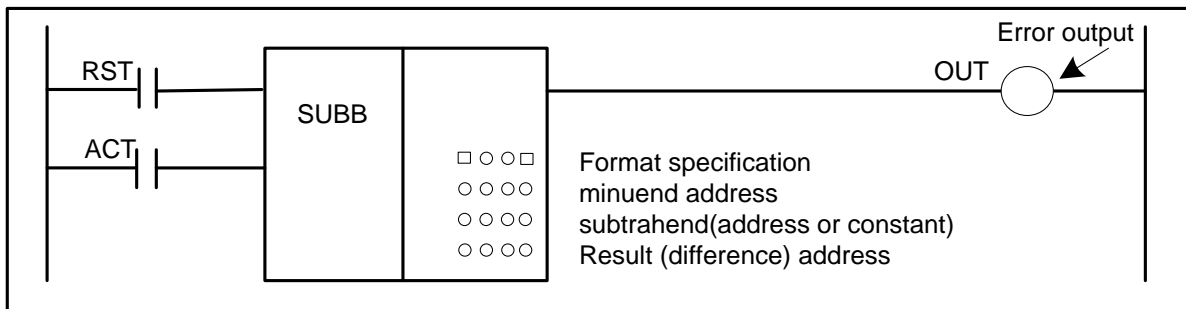 Error output
RST
OUT
SUBB
ACT
Format specification
minuend address
subtrahend(address or constant)
Result (difference) address